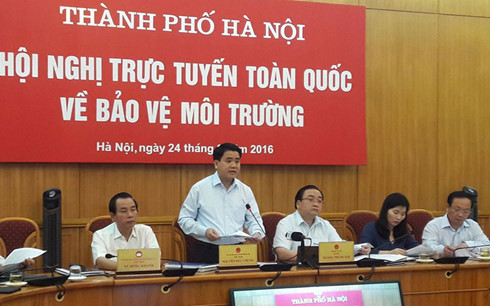 THÀNH PHỐ HÀ NỘI
HỘI NGHỊ TRỰC TUYẾN TOÀN QUỐC
VỀ BẢO VỆ MÔI TRƯỜNG
Hà Nội, ngày 24 tháng 2016
THÀNH PHỐ HÀ NỘI